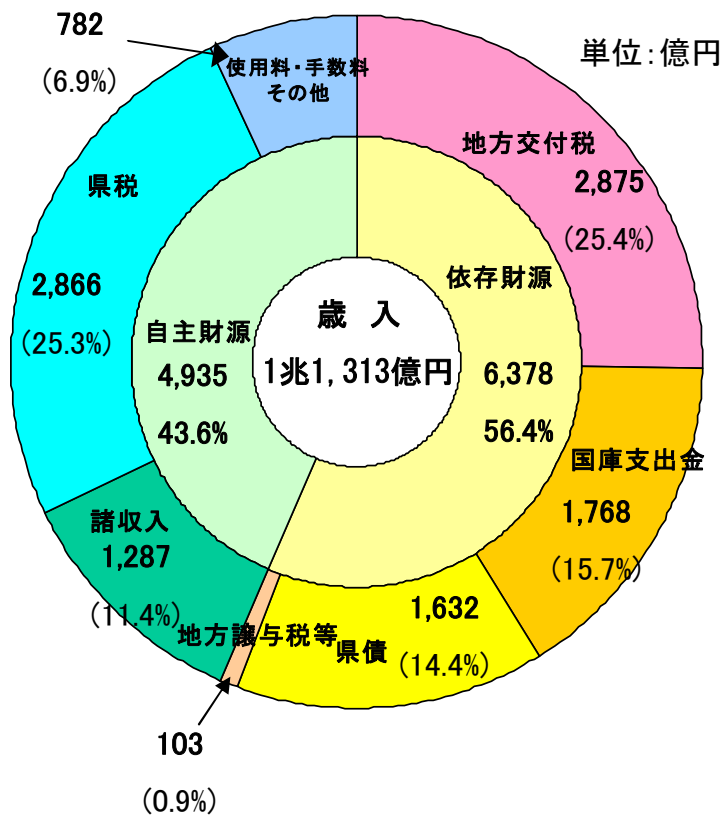 単位：億円
782
(6.9%)
使用料・手数料
その他
地方交付税
2,875
(25.4%)
県税
2,866
(25.3%)
依存財源
6,378
56.4%
歳 入
1兆1,313億円
自主財源
4,935
43.6%
国庫支出金
1,768
(15.7%)
諸収入
1,287
(11.4%)
地方譲与税等
県債
1,632
(14.4%)
103
(0.9%)